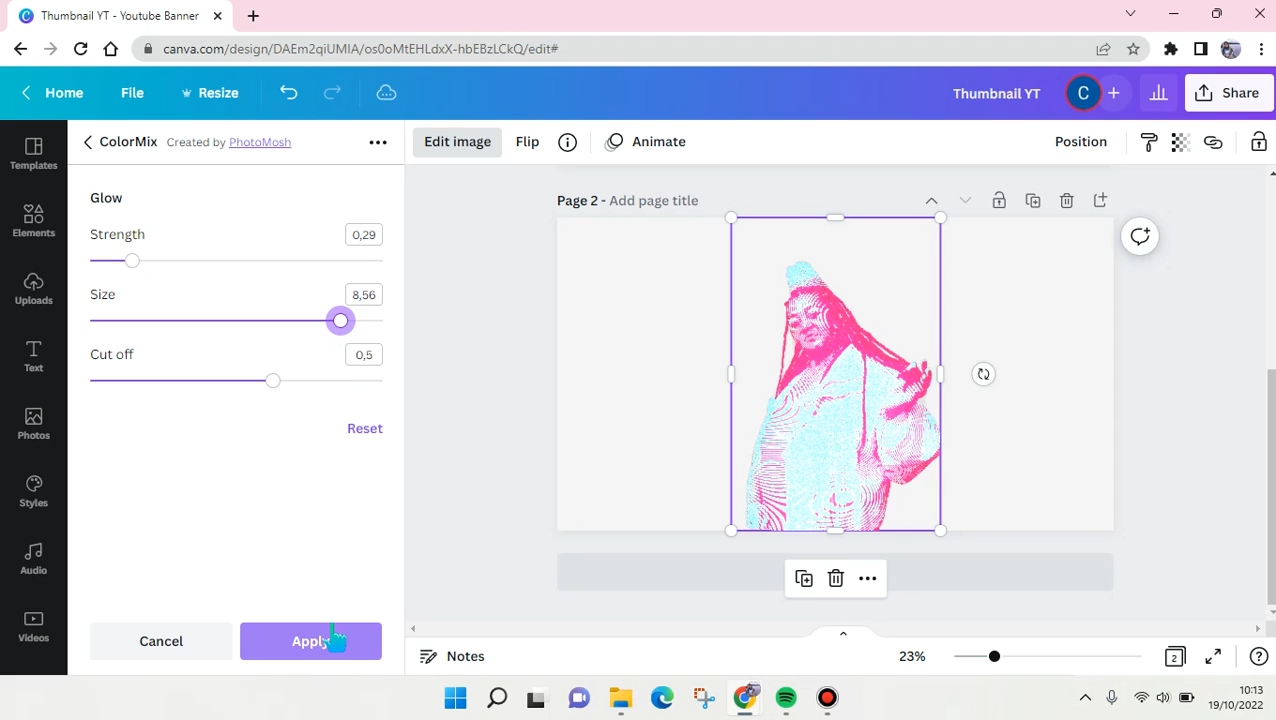 Thumbnail YT - Youtube Banner
canva.com/design/DAEm2qiUMIA/os0oMtEHLdxX-hbEBzLCkQ/edit#
Home File Resize Thumbnail YT C Share
ColorMix Created by PhotoMosh
Edit image Flip Animate Position
Templates
Elements
Uploads
Text
Photos
Styles
Audio
Videos
Glow
Strength 0,29
Size 8,56
Cut off 0,5
Reset
Cancel Apply
Page 2 - Add page title
Notes 23% 2
10:13
19/10/2022